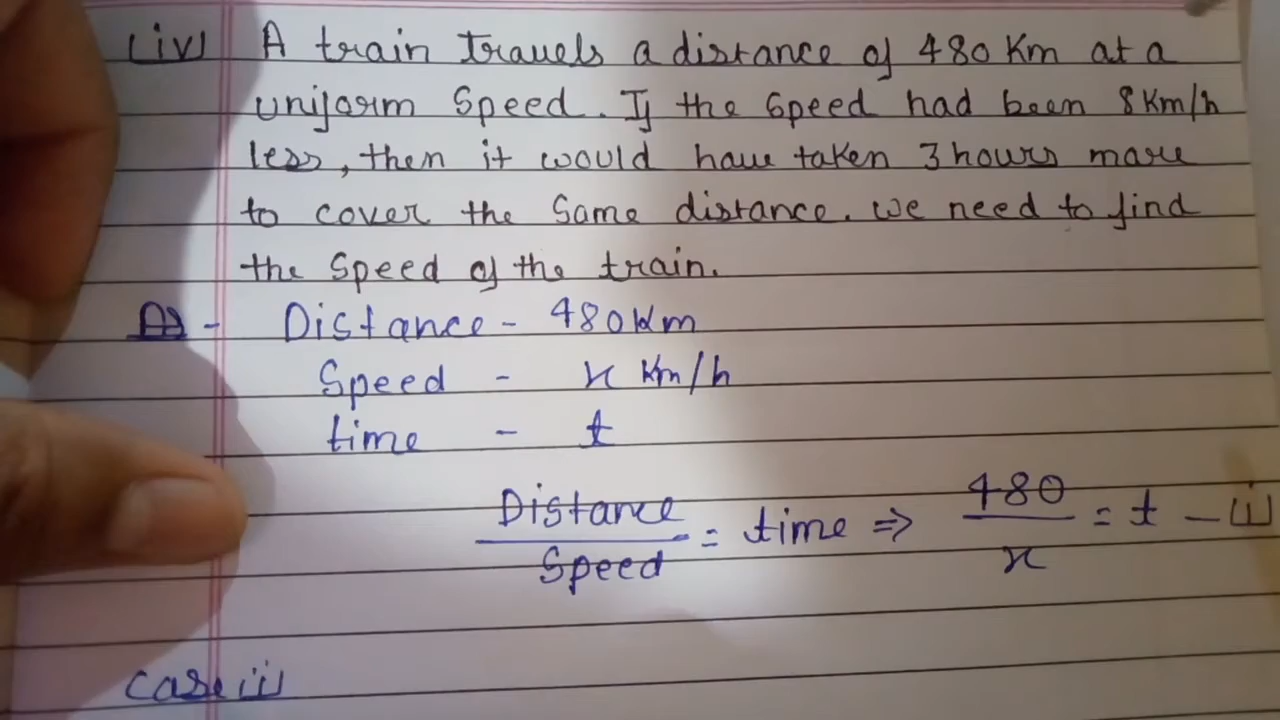 (iv) A train travels a distance of 480 Km at a
uniform speed. If the speed had been 8 Km/h
less, then it would have taken 3 hours more
to cover the same distance. We need to find
the speed of the train.
A) - Distance - 480 Km
Speed - x Km/h
time - t
Distance/Speed = time ⇒ 480/x = t - (i)
Case ii)